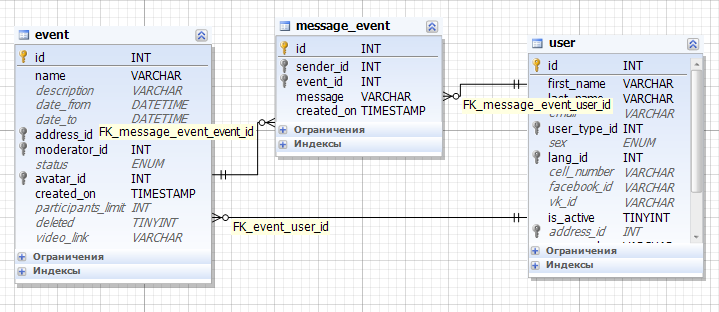 event
id INT
name VARCHAR
description VARCHAR
date_from DATETIME
date_to DATETIME
address_id
moderator_id INT
status ENUM
avatar_id INT
created_on TIMESTAMP
participants_limit INT
deleted TINYINT
video_link VARCHAR
Ограничения
Индексы
FK_message_event_event_id
message_event
id INT
sender_id INT
event_id INT
message VARCHAR
created_on TIMESTAMP
Ограничения
Индексы
FK_message_event_user_id
FK_event_user_id
user
id INT
first_name VARCHAR
last_name VARCHAR
email VARCHAR
user_type_id INT
sex ENUM
lang_id INT
cell_number VARCHAR
facebook_id VARCHAR
vk_id VARCHAR
is_active TINYINT
address_id INT
Ограничения
Индексы